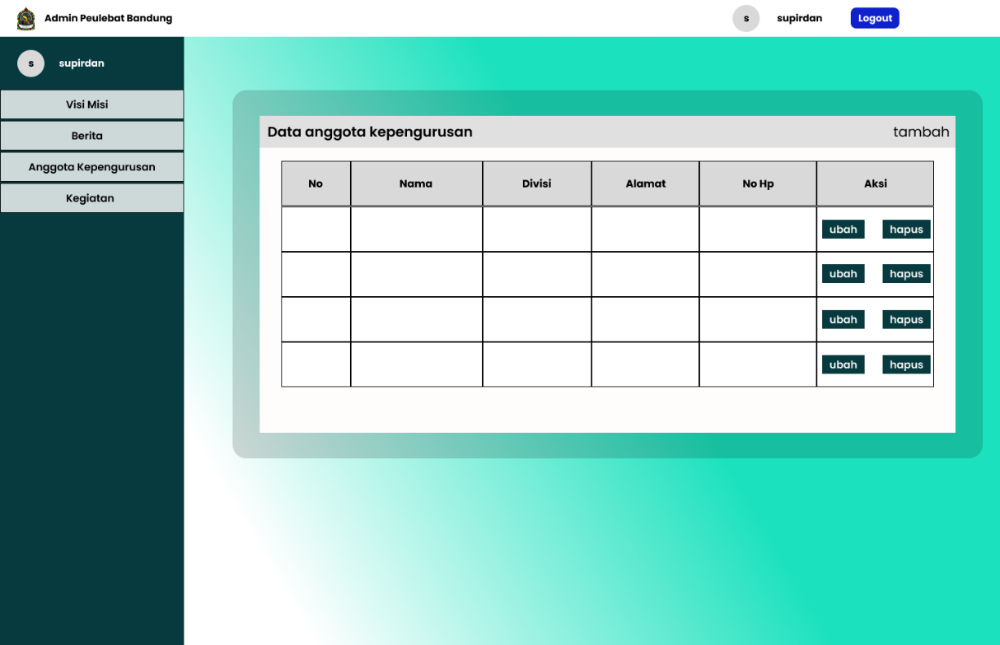 Admin Peulebat Bandung
s supirdan Logout
s supirdan
Visi Misi
Berita
Anggota Kepengurusan
Kegiatan
Data anggota kepengurusan tambah
No Nama Divisi Alamat No Hp Aksi
ubah hapus
ubah hapus
ubah hapus
ubah hapus